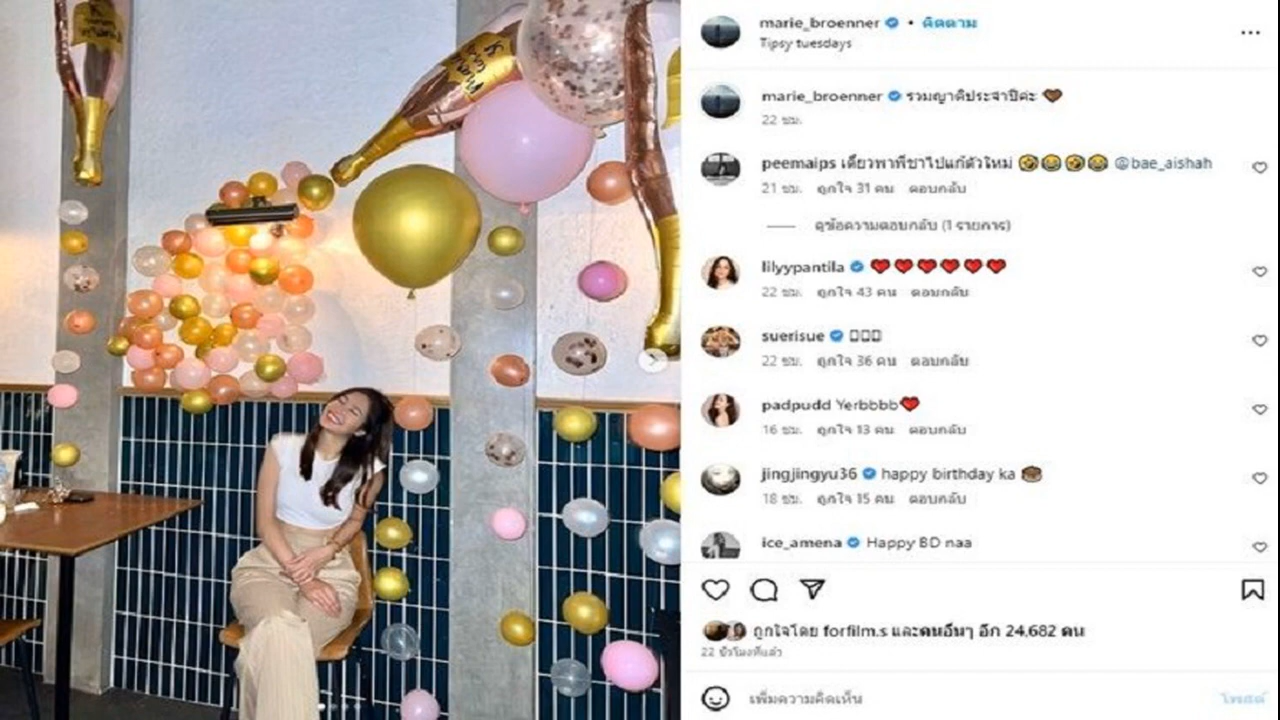 marie_broenner • ติดตาม
Tipsy tuesdays
marie_broenner รวมญาติประจำปีค่ะ 🤎
22 ชม.
peemaips เดี๋ยวพาพี่ชาไปแก้ตัวใหม่ 🤣😂🤣😂 @bae_aishah
21 ชม. ถูกใจ 31 คน ตอบกลับ
ดูข้อความตอบกลับ (1 รายการ)
lilyypantila ❤️❤️❤️❤️❤️❤️
22 ชม. ถูกใจ 43 คน ตอบกลับ
suerisue
22 ชม. ถูกใจ 36 คน ตอบกลับ
padpudd Yerbbbb❤️
16 ชม. ถูกใจ 13 คน ตอบกลับ
jingjingyu36 happy birthday ka 🎂
18 ชม. ถูกใจ 15 คน ตอบกลับ
ice_amena Happy BD naa
ถูกใจโดย forfilm.s และคนอื่นๆ อีก 24,682 คน
22 ชั่วโมงที่แล้ว
เพิ่มความคิดเห็น
โพสต์